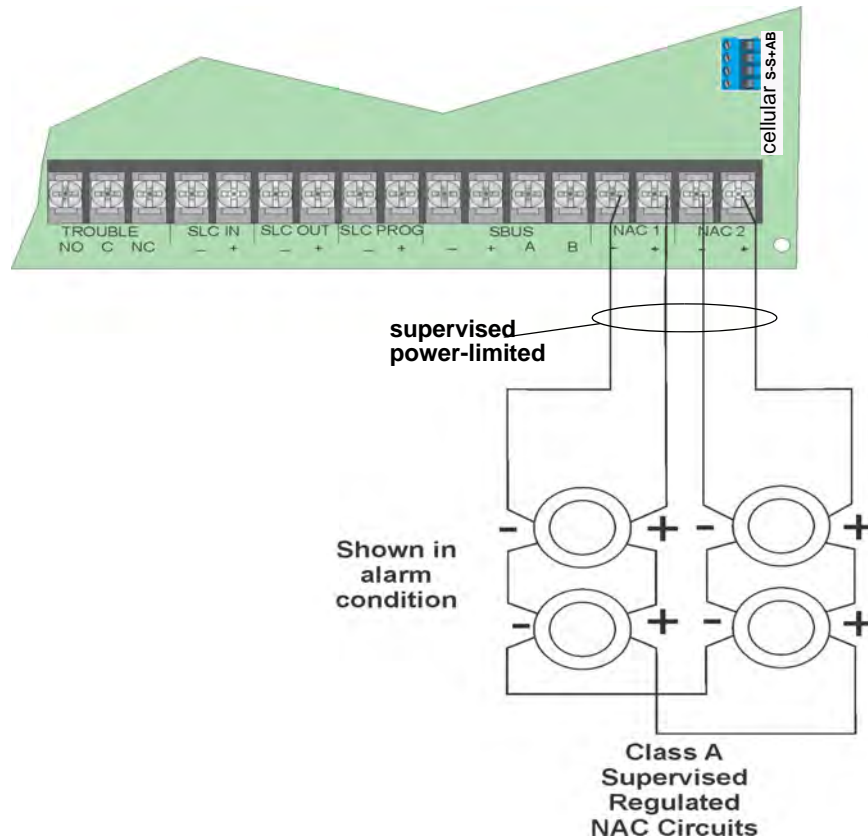 cellular S-S+AB
TROUBLE SLC IN SLC OUT SLC PROG SBUS NAC 1 NAC 2
NO C NC – + – + – + – + A B - + - +
supervised
power-limited
- + - +
Shown in
alarm
condition
- + - +
Class A
Supervised
Regulated
NAC Circuits